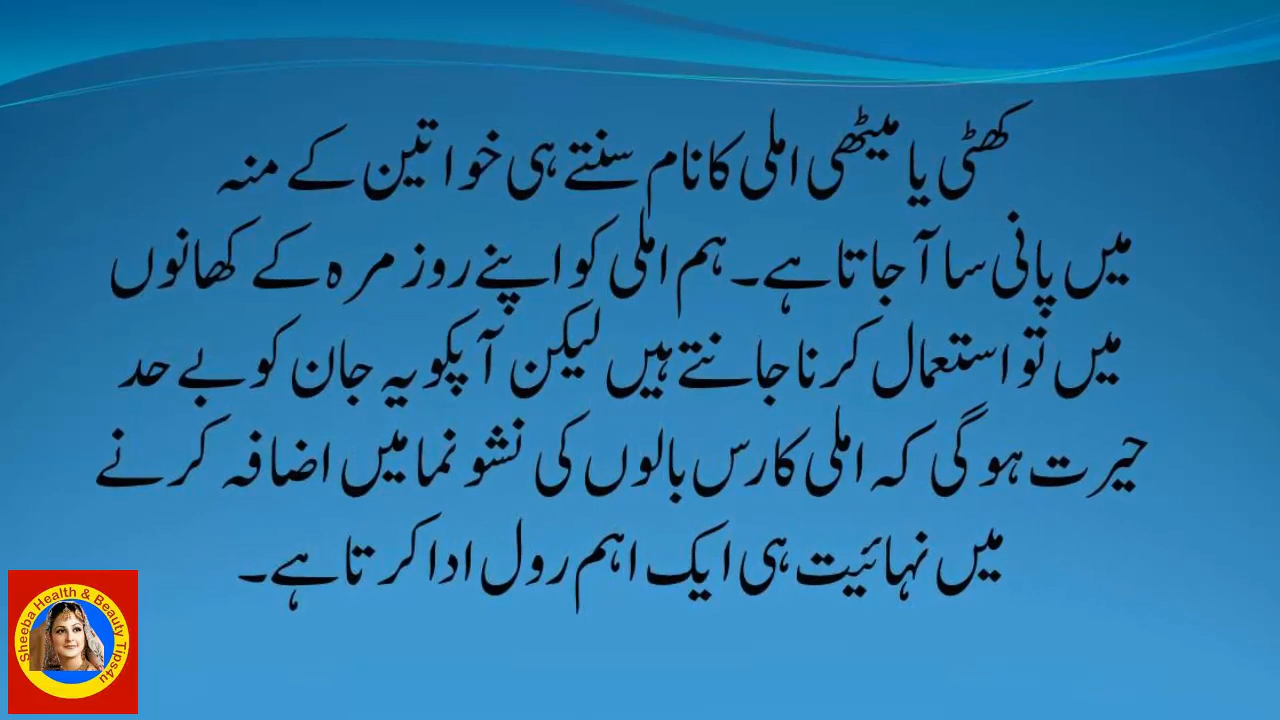 کھٹی یا میٹھی املی کا نام سنتے ہی خواتین کے منہ
میں پانی سا آ جاتا ہے۔ ہم املی کو اپنے روز مرہ کے کھانوں
میں تو استعمال کرنا جانتے ہیں لیکن آپکو یہ جان کو بے حد
حیرت ہو گی کہ املی کا رس بالوں کی نشو نما میں اضافہ کرنے
میں نہائیت ہی ایک اہم رول ادا کرتا ہے۔
Sheeba Health & Beauty Tips4u